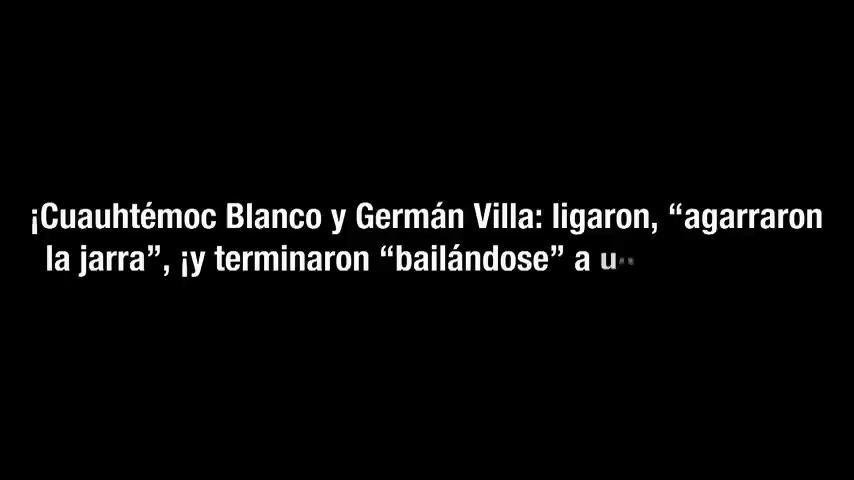 ¡Cuauhtémoc Blanco y Germán Villa: ligaron, “agarraron
la jarra”, ¡y terminaron “bailándose” a